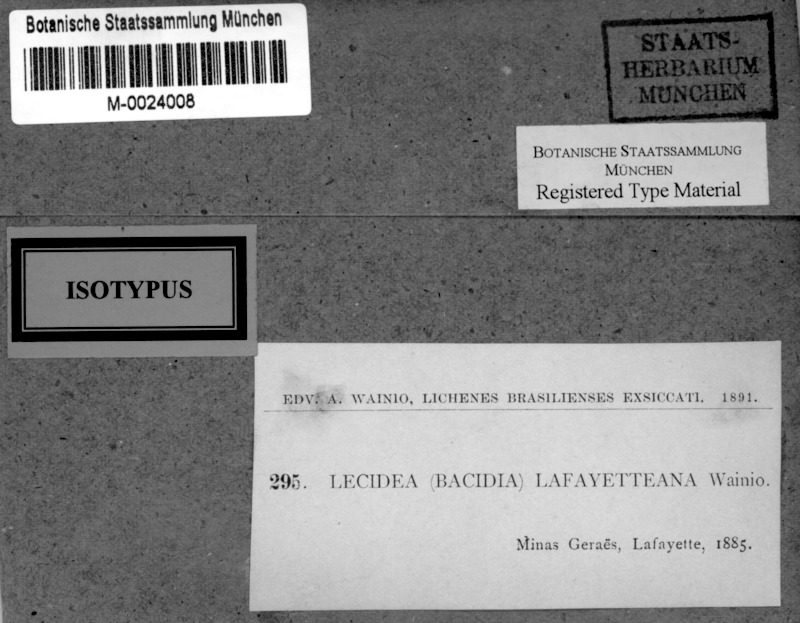 Botanische Staatssammlung München
M-0024008
STAATS-
HERBARIUM
MÜNCHEN
BOTANISCHE STAATSSAMMLUNG
MÜNCHEN
Registered Type Material
ISOTYPUS
EDV. A. WAINIO, LICHENES BRASILIENSES EXSICCATI. 1891.
295. LECIDEA (BACIDIA) LAFAYETTEANA Wainio.
Minas Geraës, Lafayette, 1885.